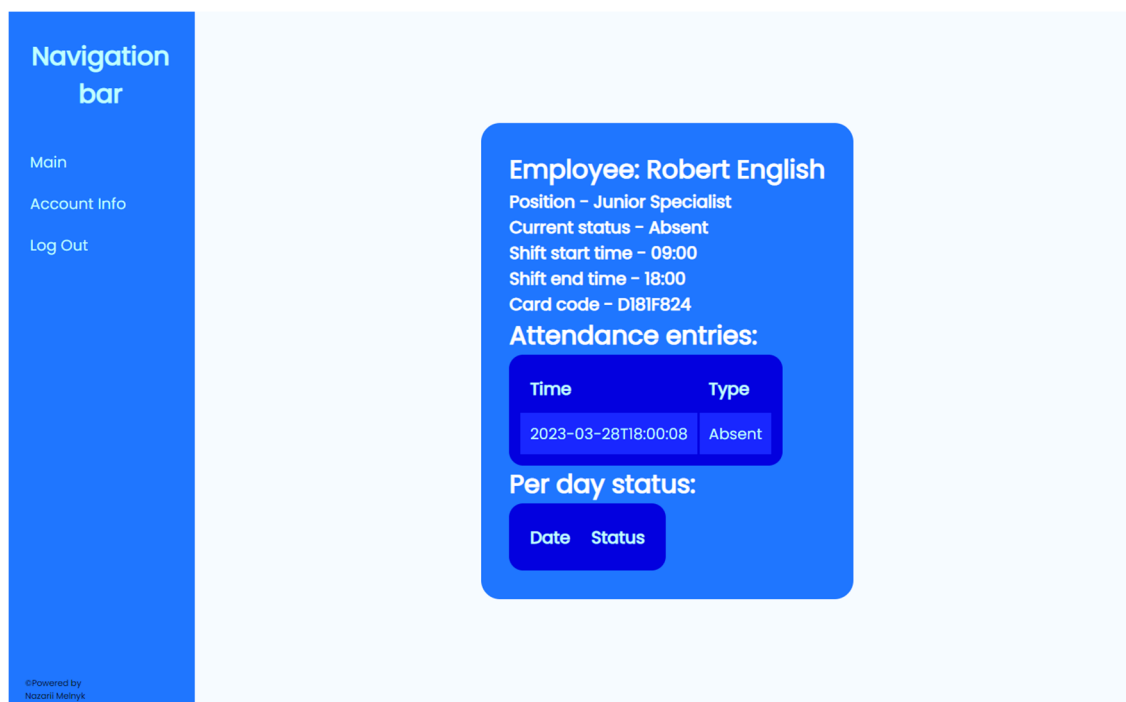 Navigation
bar
Main
Account Info
Log Out
©Powered by
Nazarii Melnyk
Employee: Robert English
Position - Junior Specialist
Current status - Absent
Shift start time - 09:00
Shift end time - 18:00
Card code - D181F824
Attendance entries:
Time Type
2023-03-28T18:00:08 Absent
Per day status:
Date Status